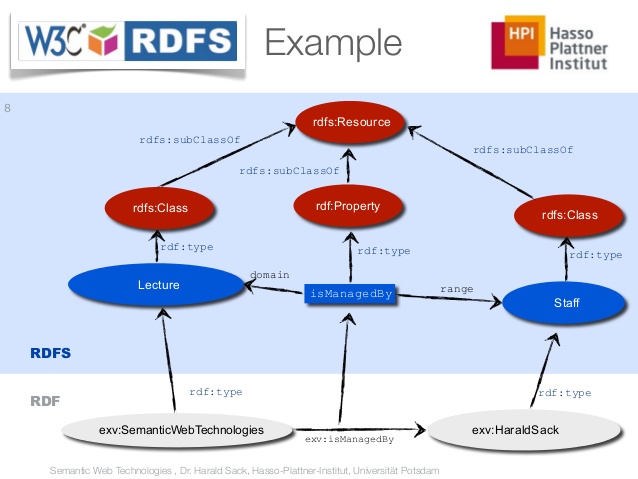 W3C RDFS
Example
HPI Hasso
Plattner
Institut
8
rdfs:Resource
rdfs:subClassOf
rdfs:subClassOf
rdfs:subClassOf
rdfs:Class
rdf:Property
rdfs:Class
rdf:type
rdf:type
rdf:type
Lecture
domain
isManagedBy
range
Staff
RDFS
rdf:type
rdf:type
RDF
exv:SemanticWebTechnologies
exv:isManagedBy
exv:HaraldSack
Semantic Web Technologies , Dr. Harald Sack, Hasso-Plattner-Institut, Universität Potsdam